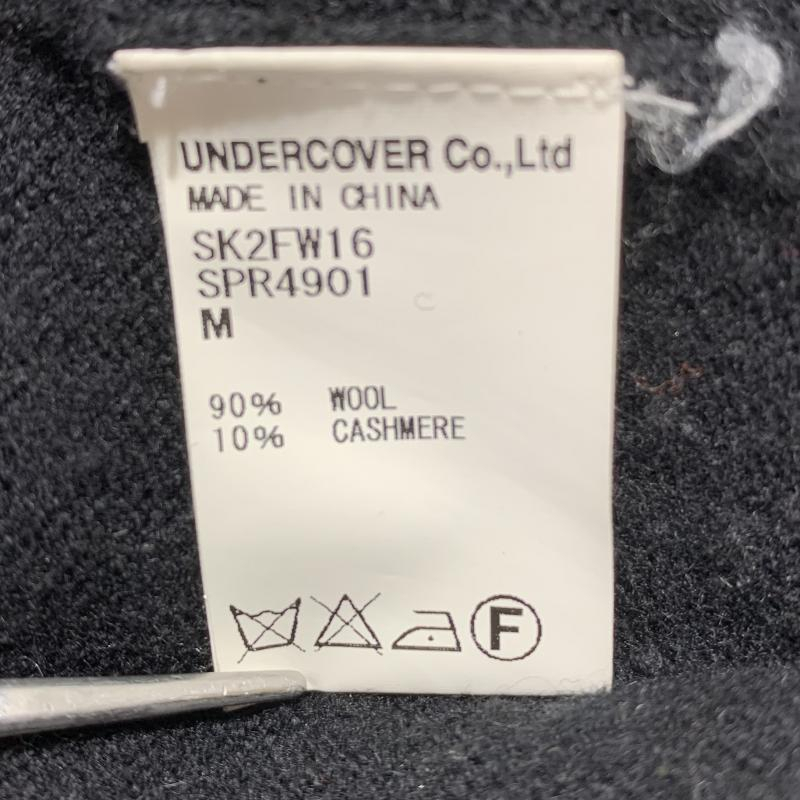 UNDERCOVER Co.,Ltd
MADE IN CHINA
SK2FW16
SPR4901
M
90% WOOL
10% CASHMERE
F